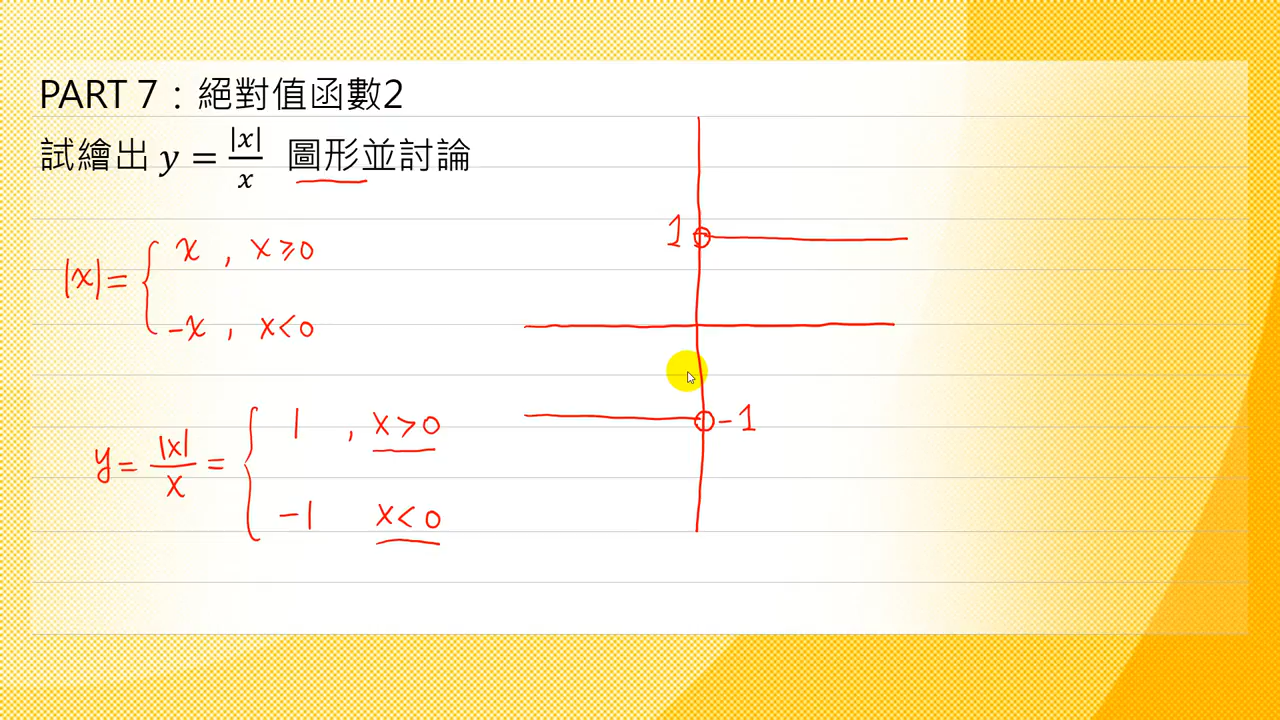 PART 7：絕對值函數2
試繪出 y = |x|/x 圖形並討論
|x| = { x , x ≥ 0
-x , x < 0
y = |x|/x = { 1 , x > 0
-1 x < 0
1
-1